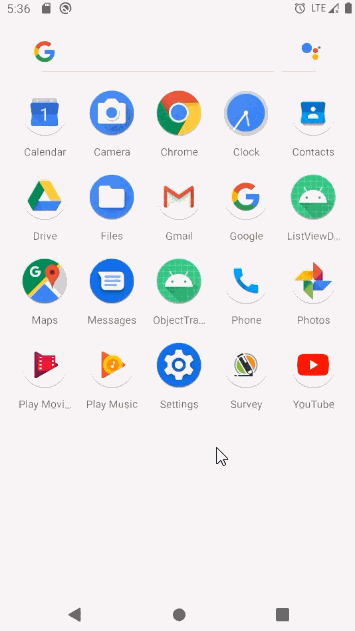 5:36 LTE
G
Calendar Camera Chrome Clock Contacts
Drive Files Gmail Google ListViewD...
Maps Messages ObjectTra... Phone Photos
Play Movi... Play Music Settings Survey YouTube